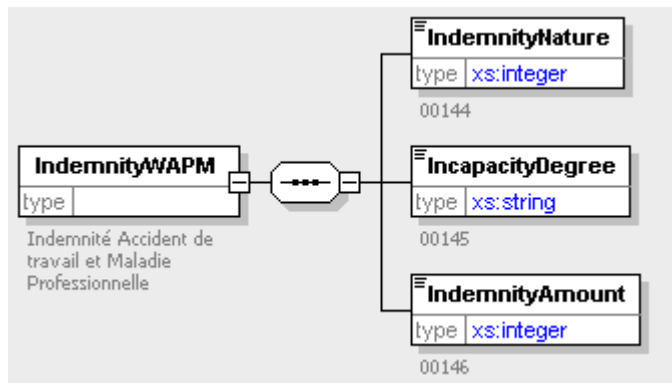 IndemnityNature
type xs:integer
00144
IndemnityWAPM
type
Indemnité Accident de
travail et Maladie
Professionnelle
IncapacityDegree
type xs:string
00145
IndemnityAmount
type xs:integer
00146